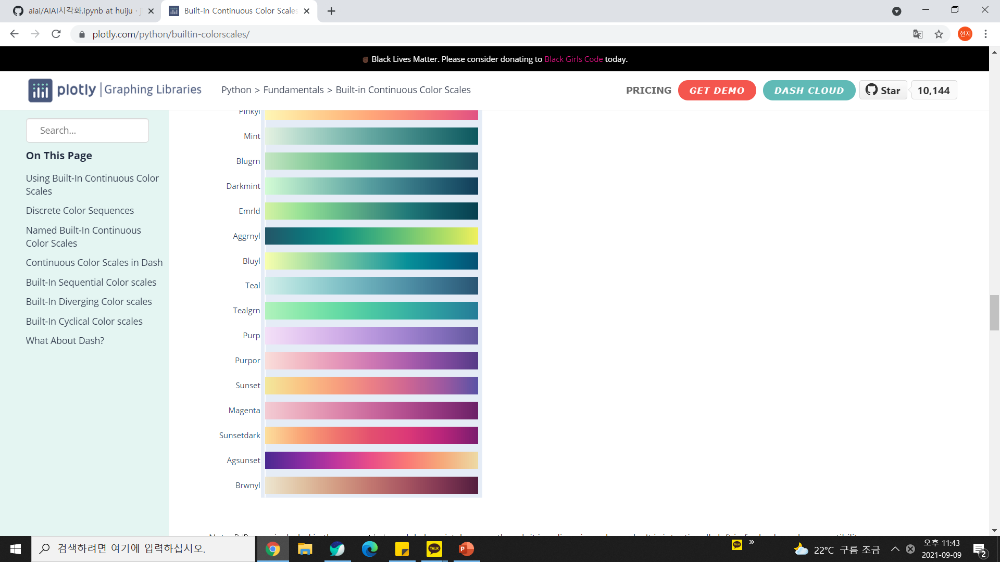 aiai/AIAI시각화.ipynb at huiju · j
Built-in Continuous Color Scales
plotly.com/python/builtin-colorscales/
현지
Black Lives Matter. Please consider donating to Black Girls Code today.
plotly | Graphing Libraries
Python > Fundamentals > Built-in Continuous Color Scales
PRICING
GET DEMO
DASH CLOUD
Star
10,144
Search...
On This Page
Using Built-In Continuous Color
Scales
Discrete Color Sequences
Named Built-In Continuous
Color Scales
Continuous Color Scales in Dash
Built-In Sequential Color scales
Built-In Diverging Color scales
Built-In Cyclical Color scales
What About Dash?
Pinkyl
Mint
Blugrn
Darkmint
Emrld
Aggrnyl
Bluyl
Teal
Tealgrn
Purp
Purpor
Sunset
Magenta
Sunsetdark
Agsunset
Brwnyl
검색하려면 여기에 입력하십시오.
TALK
P
TALK
22°C 구름 조금
오후 11:43
2021-09-09
2